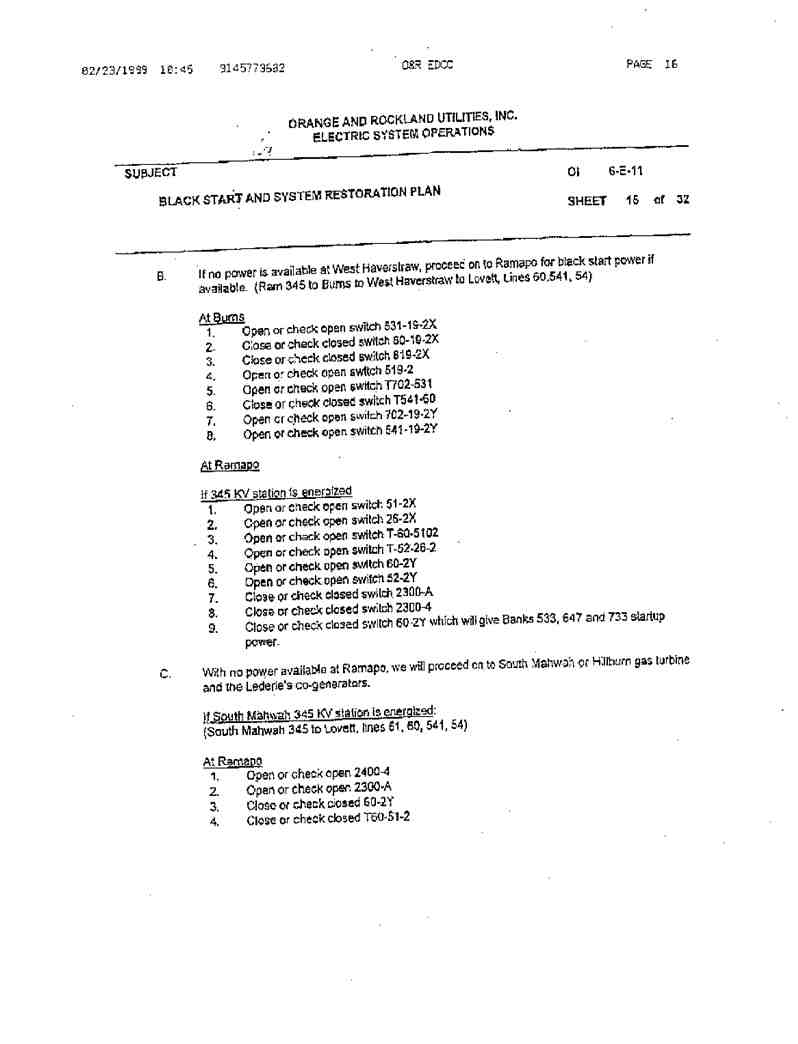 02/23/1999 10:45 9145773632 O&R EDCC PAGE 16
ORANGE AND ROCKLAND UTILITIES, INC.
ELECTRIC SYSTEM OPERATIONS
SUBJECT OI 6-E-11
BLACK START AND SYSTEM RESTORATION PLAN SHEET 15 of 32
B. If no power is available at West Haverstraw, proceed on to Ramapo for black start power if
available. (Ram 345 to Burns to West Haverstraw to Lovett, Lines 60,541, 54)
At Burns
1. Open or check open switch 531-19-2X
2. Close or check closed switch 60-19-2X
3. Close or check closed switch 619-2X
4. Open or check open switch 519-2
5. Open or check open switch T702-531
6. Close or check closed switch T541-60
7. Open or check open switch 702-19-2Y
8. Open or check open switch 541-19-2Y
At Ramapo
If 345 KV station is energized
1. Open or check open switch 51-2X
2. Open or check open switch 26-2X
3. Open or check open switch T-60-5102
4. Open or check open switch T-52-26-2
5. Open or check open switch 60-2Y
6. Open or check open switch 52-2Y
7. Close or check closed switch 2300-A
8. Close or check closed switch 2300-4
9. Close or check closed switch 60-2Y which will give Banks 533, 647 and 733 startup
power.
C. With no power available at Ramapo, we will proceed on to South Mahwah or Hillburn gas turbine
and the Lederle's co-generators.
If South Mahwah 345 KV station is energized:
(South Mahwah 345 to Lovett, lines 51, 60, 541, 54)
At Ramapo
1. Open or check open 2400-4
2. Open or check open 2300-A
3. Close or check closed 60-2Y
4. Close or check closed T60-51-2